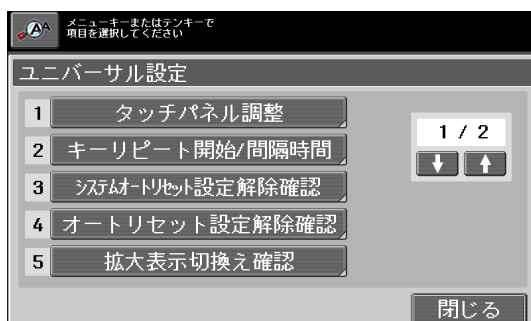 メニューキーまたはテンキーで
項目を選択してください
ユニバーサル設定
1 タッチパネル調整
2 キーリピート開始/間隔時間
3 ｼｽﾃﾑｵｰﾄﾘｾｯﾄ設定解除確認
4 オートリセット設定解除確認
5 拡大表示切換え確認
1 / 2
閉じる